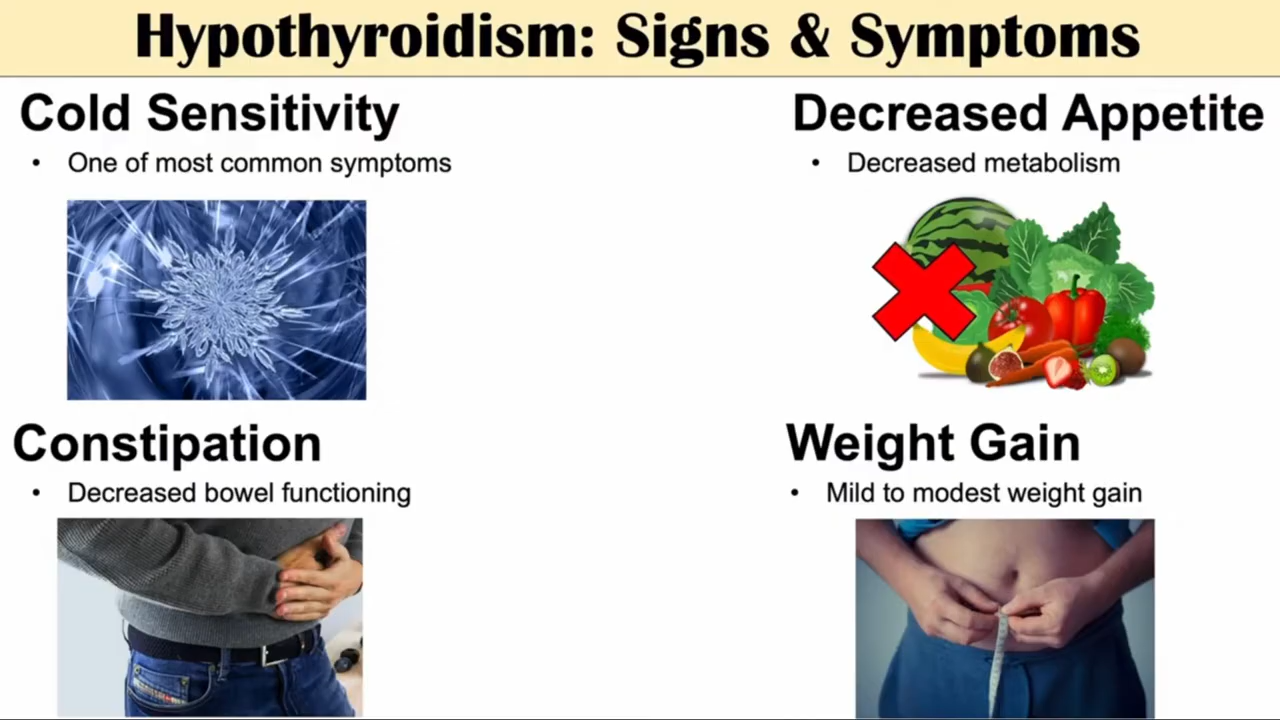 Hypothyroidism: Signs & Symptoms
Cold Sensitivity
• One of most common symptoms
Decreased Appetite
• Decreased metabolism
Constipation
• Decreased bowel functioning
Weight Gain
• Mild to modest weight gain